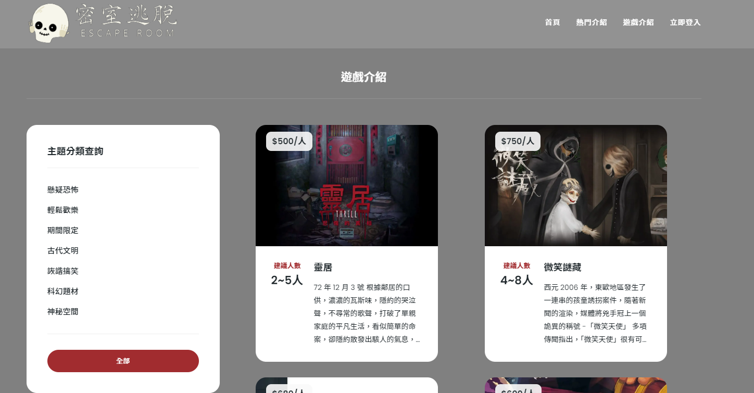 密室逃脫
ESCAPE ROOM
首頁 熱門介紹 遊戲介紹 立即登入
遊戲介紹
主題分類查詢
懸疑恐怖
輕鬆歡樂
期間限定
古代文明
詼諧搞笑
科幻題材
神秘空間
全部
$500/人
靈居
THRILL
建議人數
2~5人
靈居
72 年 12 月 3 號 根據鄰居的口
供，濃濃的瓦斯味，隱約的哭泣
聲，不尋常的歌聲，打破了單親
家庭的平凡生活，看似簡單的命
案，卻隱約散發出駭人的氣息，…
$750/人
微笑謎藏
建議人數
4~8人
微笑謎藏
西元 2006 年，東歐地區發生了
一連串的孩童誘拐案件，隨著新
聞的渲染，媒體將兇手冠上一個
詭異的稱號 -「微笑天使」 多項
傳聞指出，「微笑天使」很有可…
$680/人
$600/人